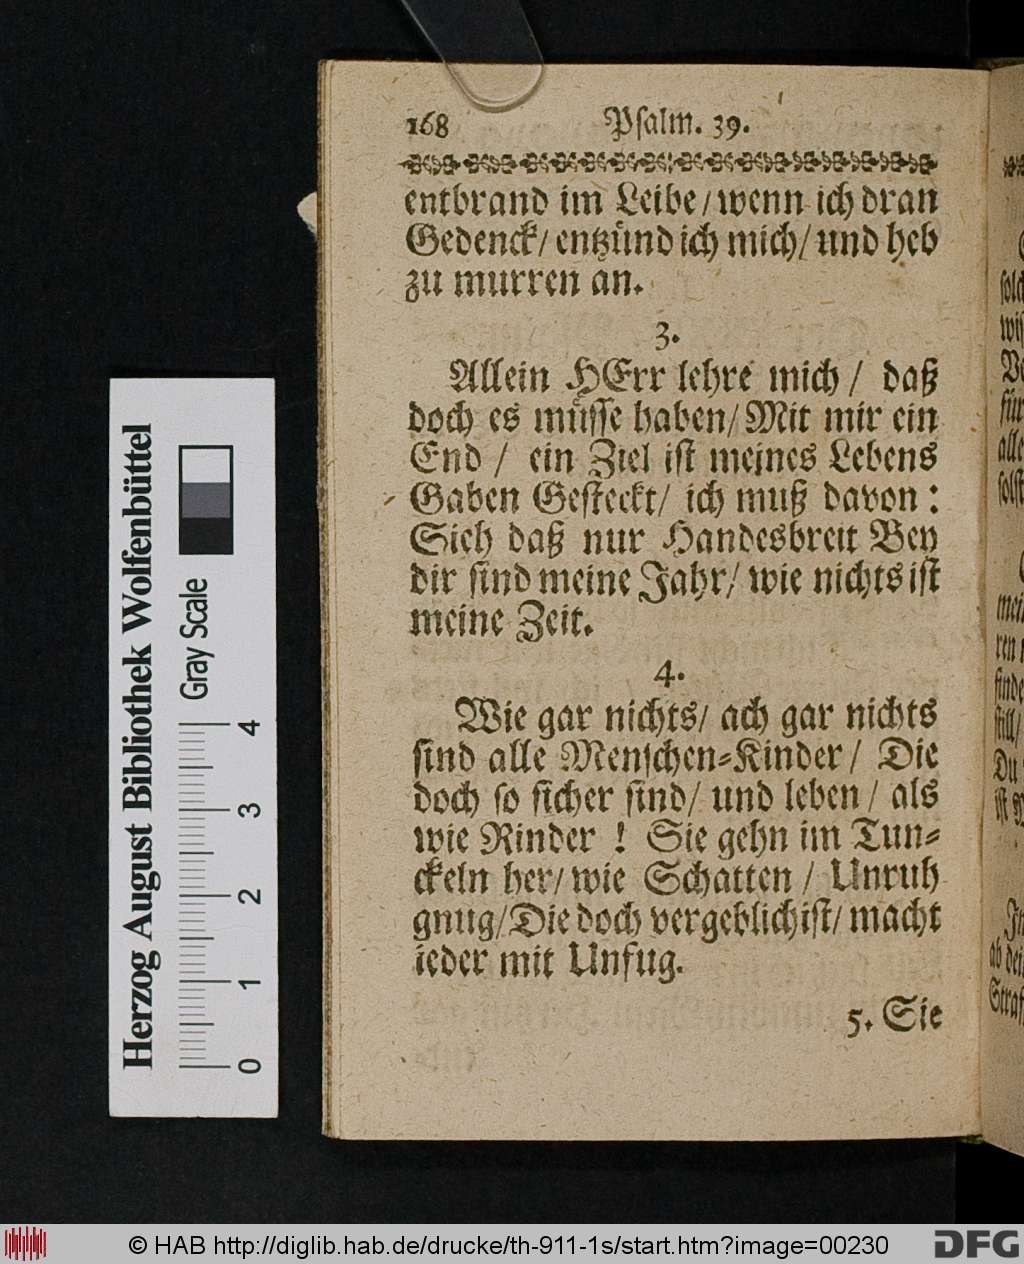 168 Psalm. 39.
entbrand im Leibe/ wenn ich dran
Gedenck/ entzünd ich mich/ und heb
zu murren an.
3.
Allein HErr lehre mich / daß
doch es müsse haben/ Mit mir ein
End / ein Ziel ist meines Lebens
Gaben Gesteckt/ ich muß davon:
Sieh daß nur Handesbreit Bey
dir sind meine Jahr/ wie nichts ist
meine Zeit.
4.
Wie gar nichts/ ach gar nichts
sind alle Menschen-Kinder/ Die
doch so sicher sind/ und leben/ als
wie Rinder! Sie gehn im Tun-
ckeln her/ wie Schatten/ Unruh
gnug/ Die doch vergeblich ist/ macht
ieder mit Unfug.
5. Sie
Herzog August Bibliothek Wolfenbüttel
Gray Scale
0 1 2 3 4
© HAB http://diglib.hab.de/drucke/th-911-1s/start.htm?image=00230
DFG